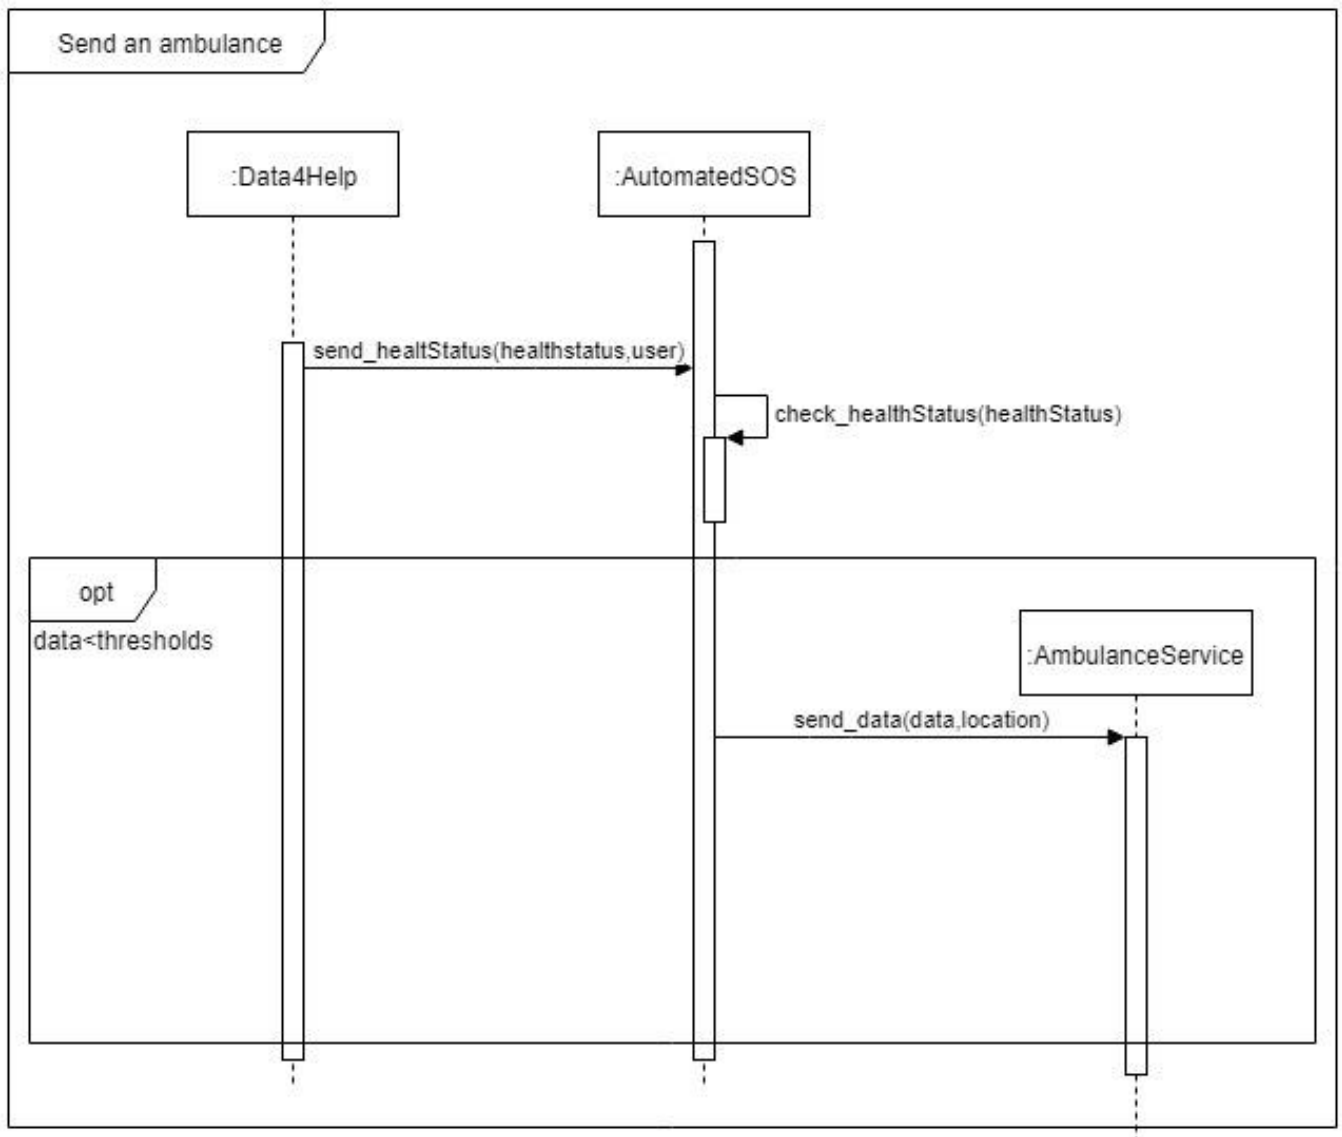 Send an ambulance
:Data4Help
:AutomatedSOS
send_healtStatus(healthstatus,user)
check_healthStatus(healthStatus)
opt
data<thresholds
:AmbulanceService
send_data(data,location)